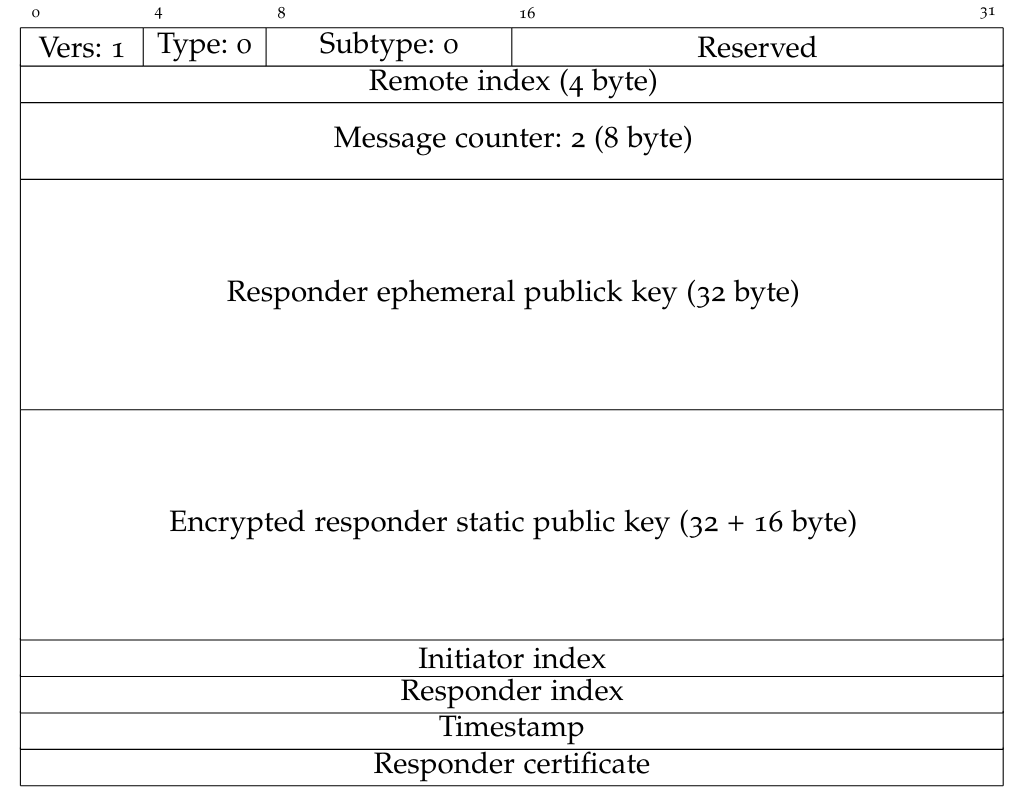 0 4 8 16 31
Vers: 1 Type: 0 Subtype: 0 Reserved
Remote index (4 byte)
Message counter: 2 (8 byte)
Responder ephemeral publick key (32 byte)
Encrypted responder static public key (32 + 16 byte)
Initiator index
Responder index
Timestamp
Responder certificate